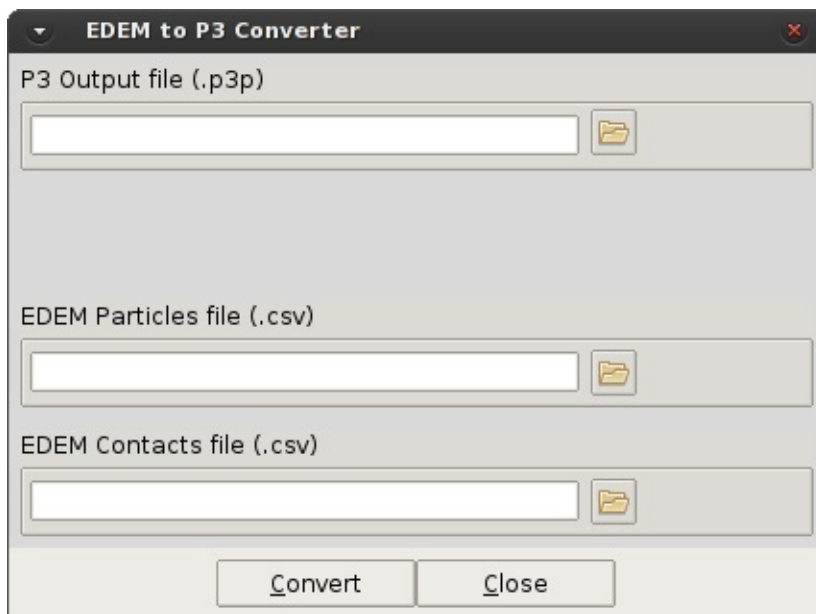 EDEM to P3 Converter
P3 Output file (.p3p)
EDEM Particles file (.csv)
EDEM Contacts file (.csv)
Convert Close